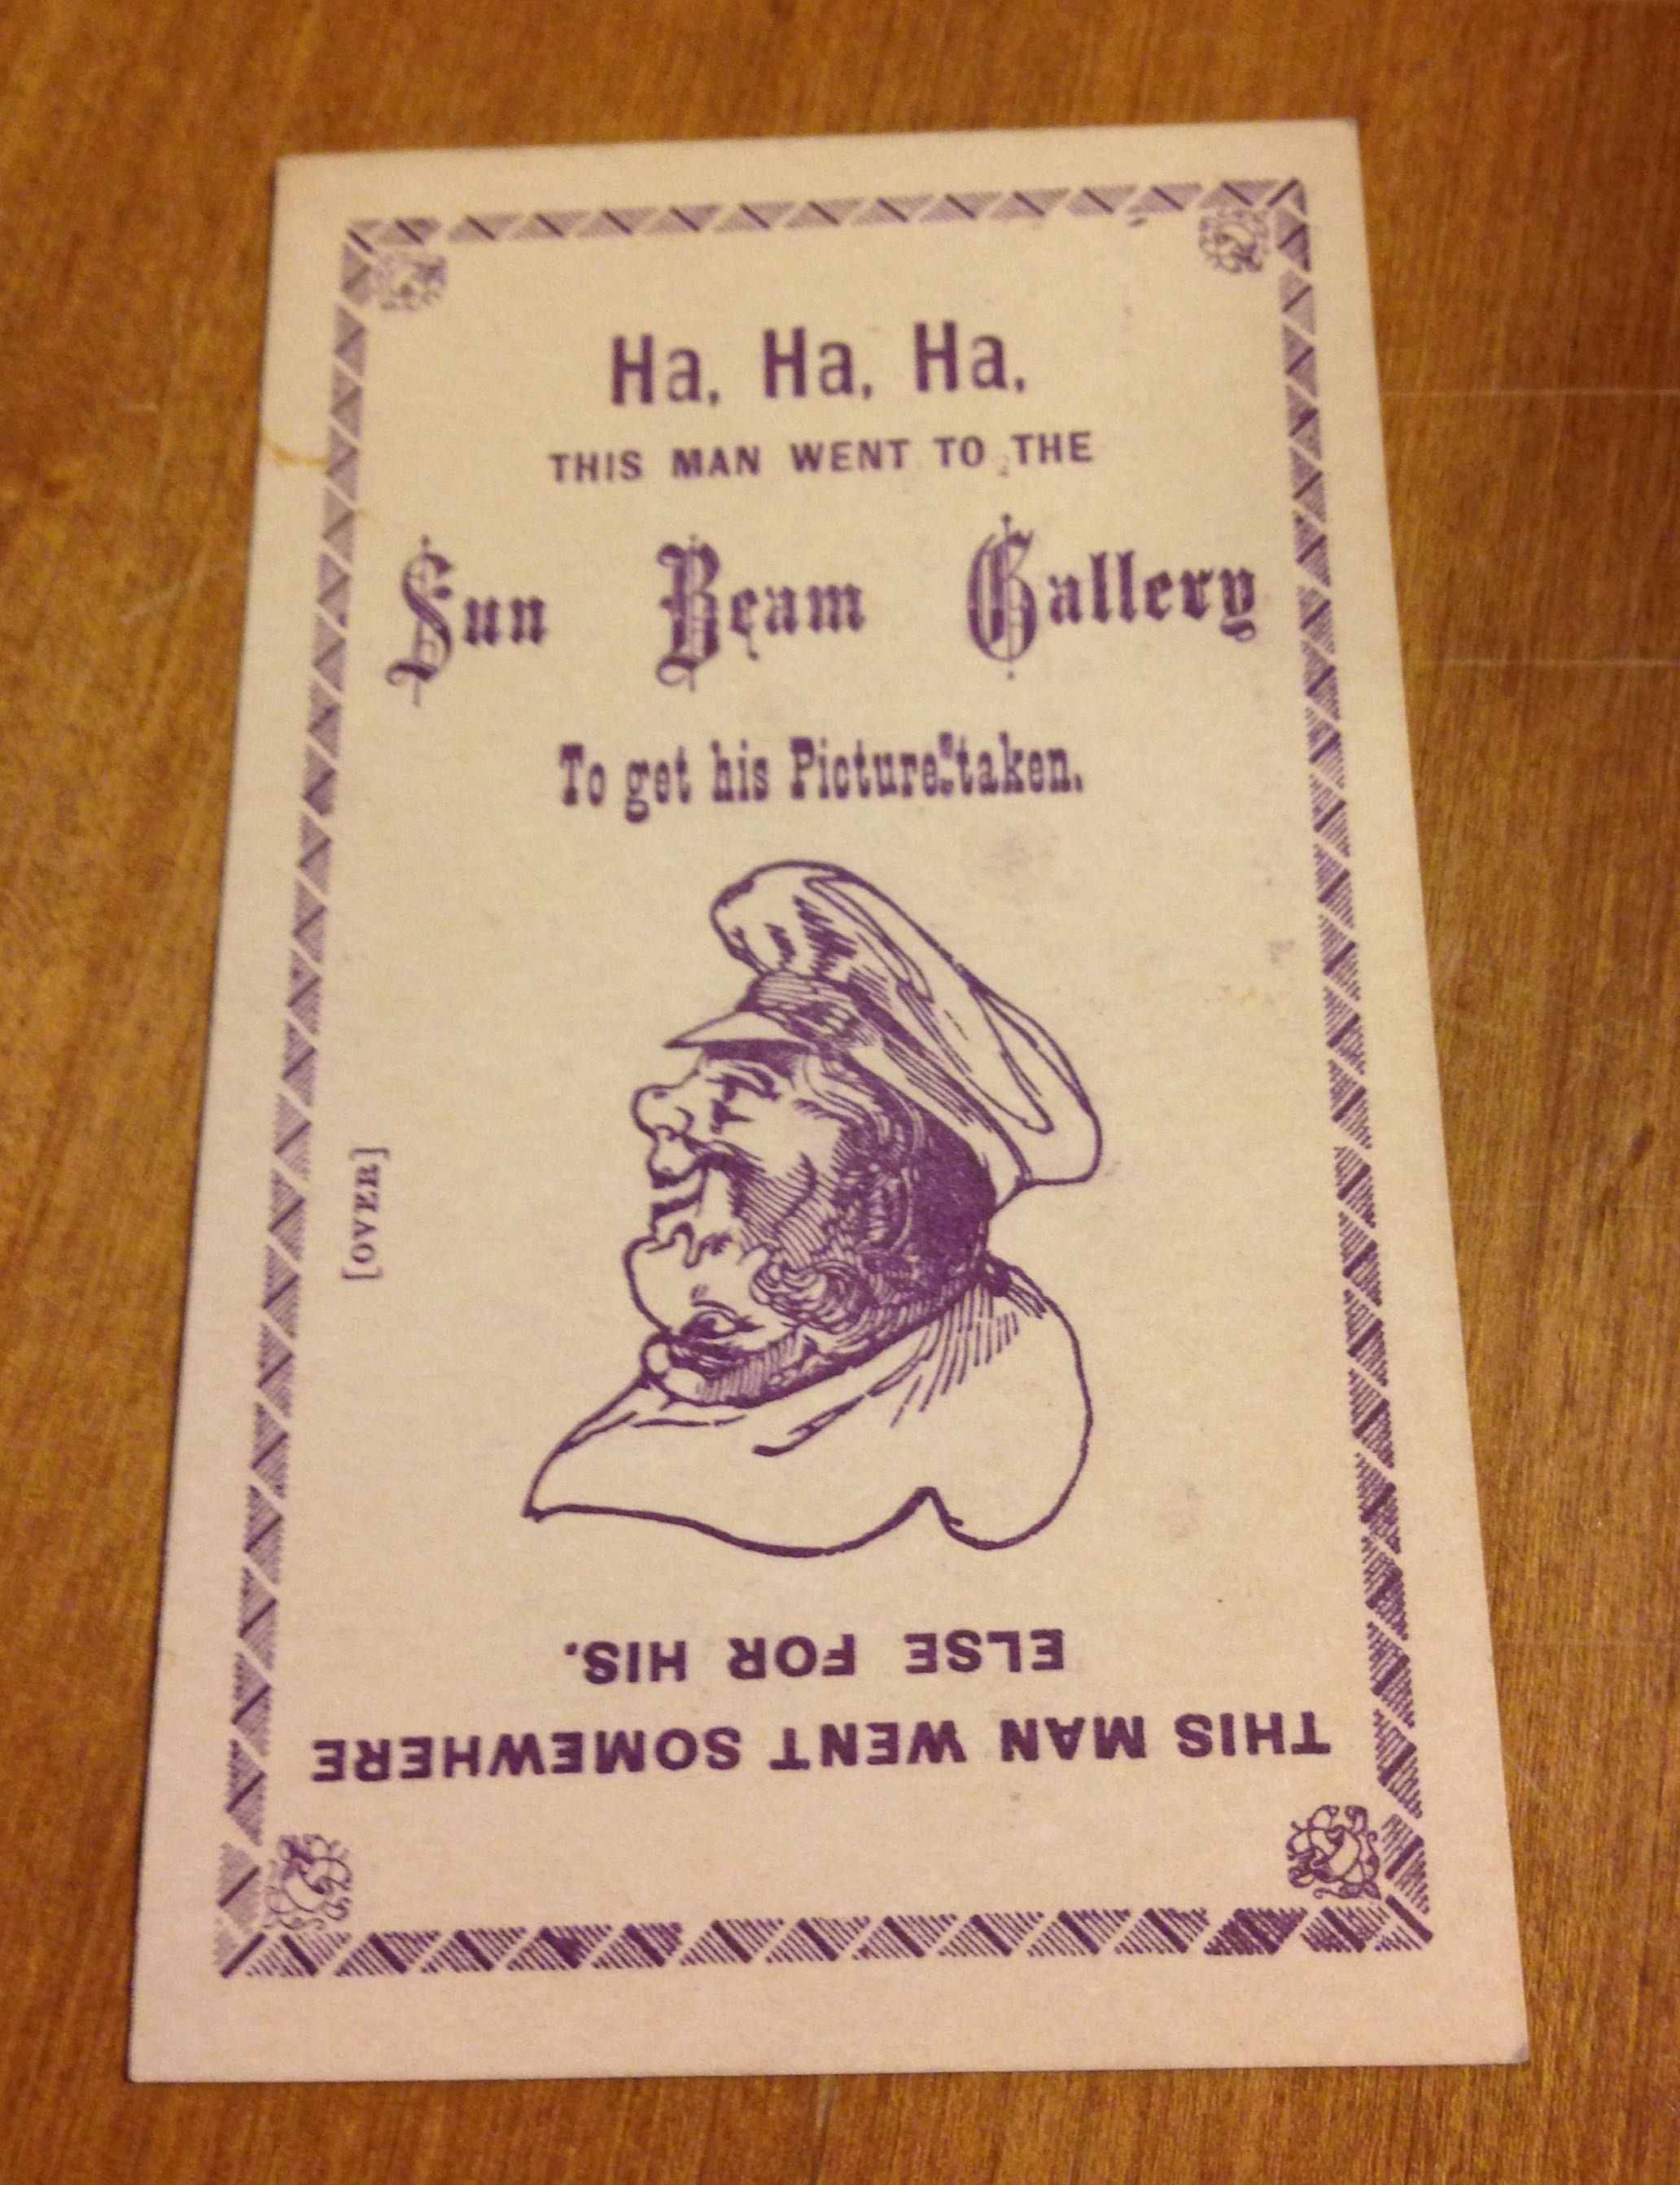 Ha, Ha, Ha,
THIS MAN WENT TO THE
Sun Beam Gallery
To get his Picture taken.
[OVER]
THIS MAN WENT SOMEWHERE
ELSE FOR HIS.